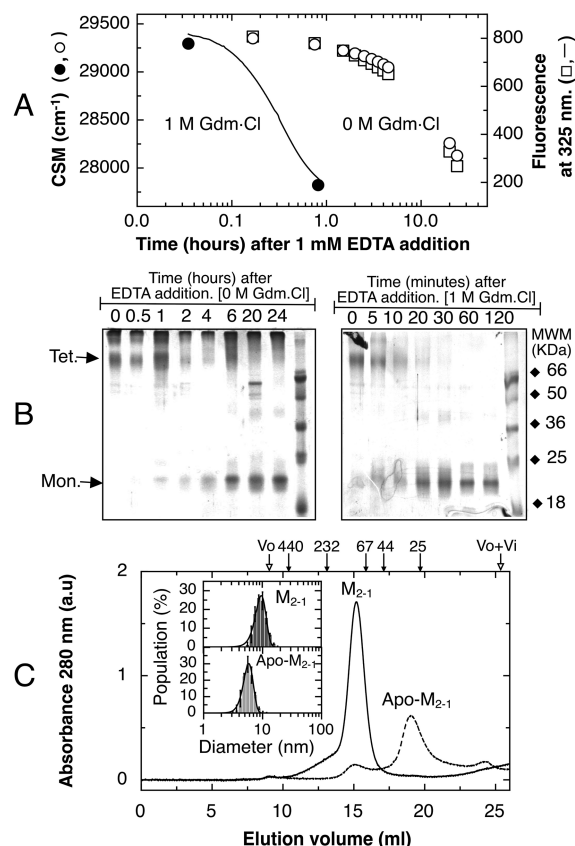 A
29500
29000
28500
28000
CSM (cm⁻¹) (●,○)
800
600
400
200
Fluorescence
at 325 nm. (□,—)
1 M Gdm·Cl
0 M Gdm·Cl
0.0 0.1 1.0 10.0
Time (hours) after 1 mM EDTA addition
B
Time (hours) after
EDTA addition. [0 M Gdm.Cl]
0 0.5 1 2 4 6 20 24
Time (minutes) after
EDTA addition. [1 M Gdm.Cl]
0 5 10 20 30 60 120
MWM
(KDa)
Tet.
Mon.
66
50
36
25
18
C
Vo 440 232 67 44 25 Vo+Vi
2
1
0
Absorbance 280 nm (a.u)
M₂₋₁
Apo-M₂₋₁
Population (%)
30
20
10
0
M₂₋₁
30
20
10
0
Apo-M₂₋₁
1 10 100
Diameter (nm)
0 5 10 15 20 25
Elution volume (ml)